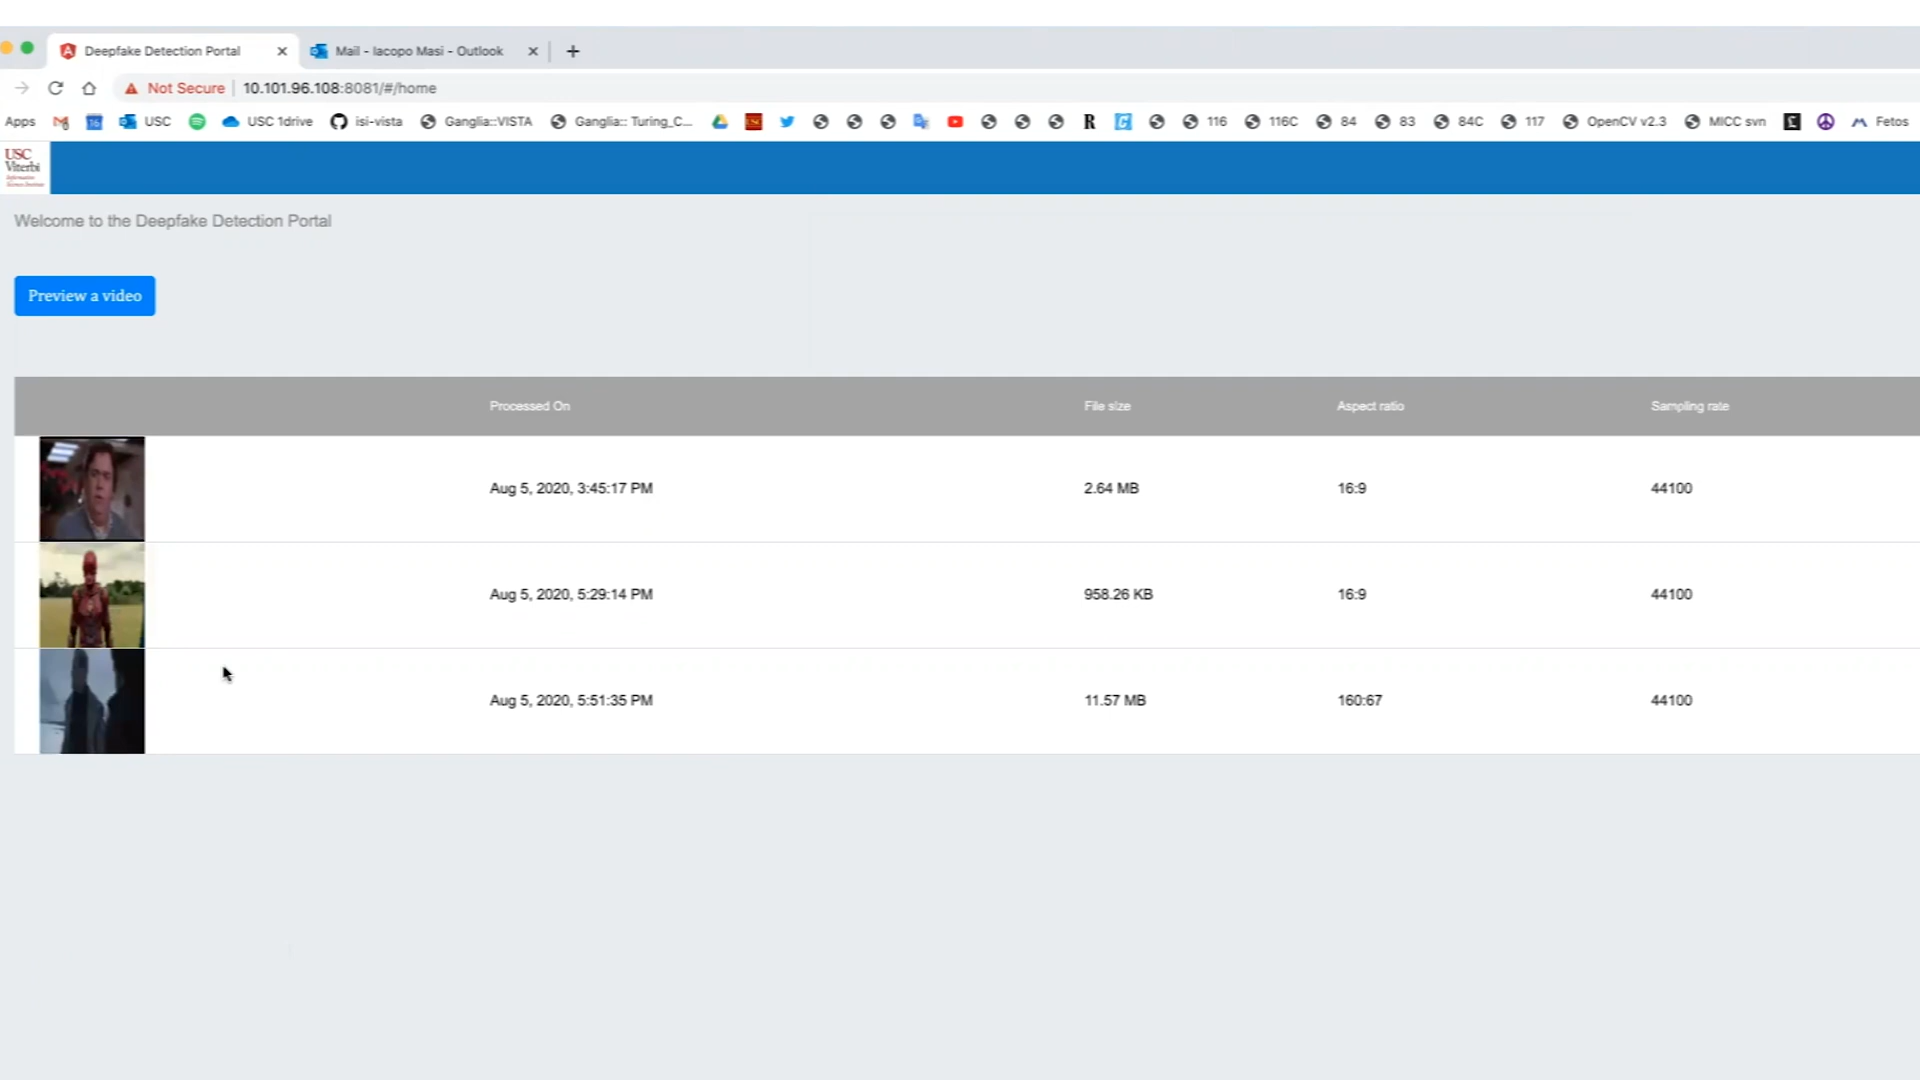 Deepfake Detection Portal
Mail - Iacopo Masi - Outlook
Not Secure 10.101.96.108:8081/#/home
Apps USC USC 1drive isi-vista Ganglia::VISTA Ganglia:: Turing_C... 116 116C 84 83 84C 117 OpenCV v2.3 MICC svn Fetos
USC
Viterbi
Welcome to the Deepfake Detection Portal
Preview a video
Processed On File size Aspect ratio Sampling rate
Aug 5, 2020, 3:45:17 PM 2.64 MB 16:9 44100
Aug 5, 2020, 5:29:14 PM 958.26 KB 16:9 44100
Aug 5, 2020, 5:51:35 PM 11.57 MB 160:67 44100